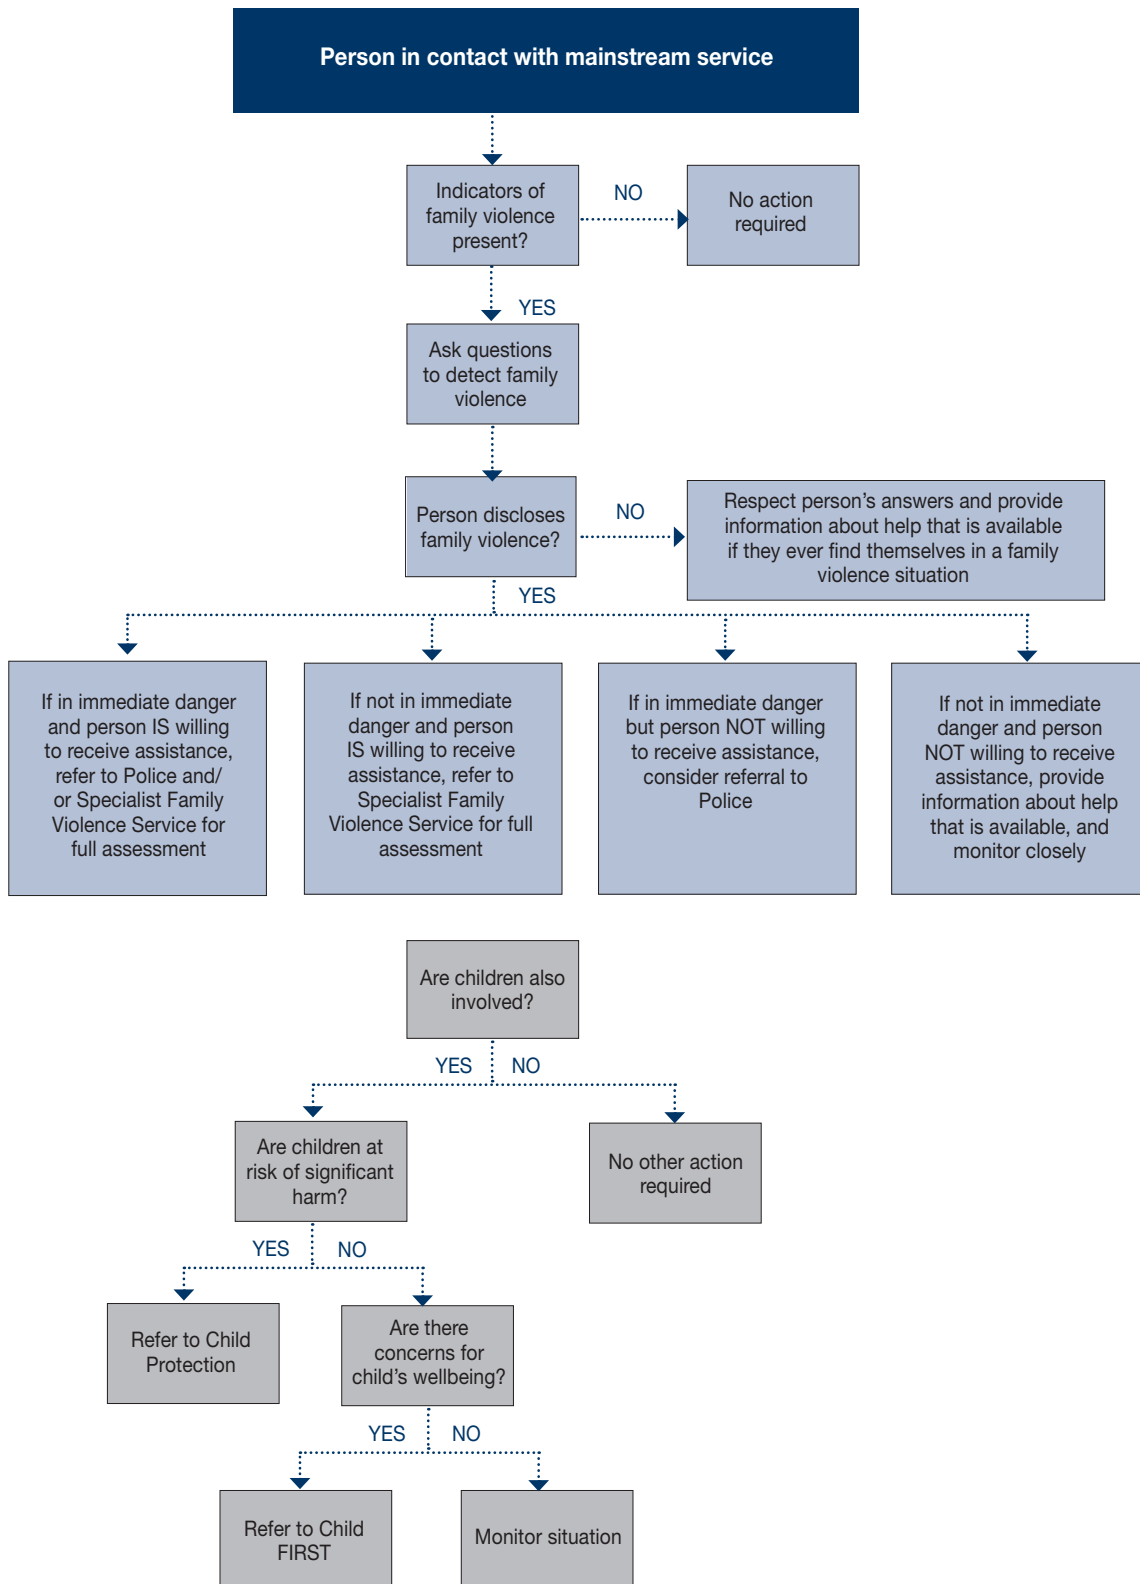 Person in contact with mainstream service
Indicators of
family violence
present?
NO
No action
required
YES
Ask questions
to detect family
violence
Person discloses
family violence?
NO
Respect person’s answers and provide
information about help that is available
if they ever find themselves in a family
violence situation
YES
If in immediate danger
and person IS willing
to receive assistance,
refer to Police and/
or Specialist Family
Violence Service for
full assessment
If not in immediate
danger and person
IS willing to receive
assistance, refer to
Specialist Family
Violence Service for full
assessment
If in immediate danger
but person NOT willing
to receive assistance,
consider referral to
Police
If not in immediate
danger and person
NOT willing to receive
assistance, provide
information about help
that is available, and
monitor closely
Are children also
involved?
YES
NO
Are children at
risk of significant
harm?
No other action
required
YES
NO
Refer to Child
Protection
Are there
concerns for
child’s wellbeing?
YES
NO
Refer to Child
FIRST
Monitor situation